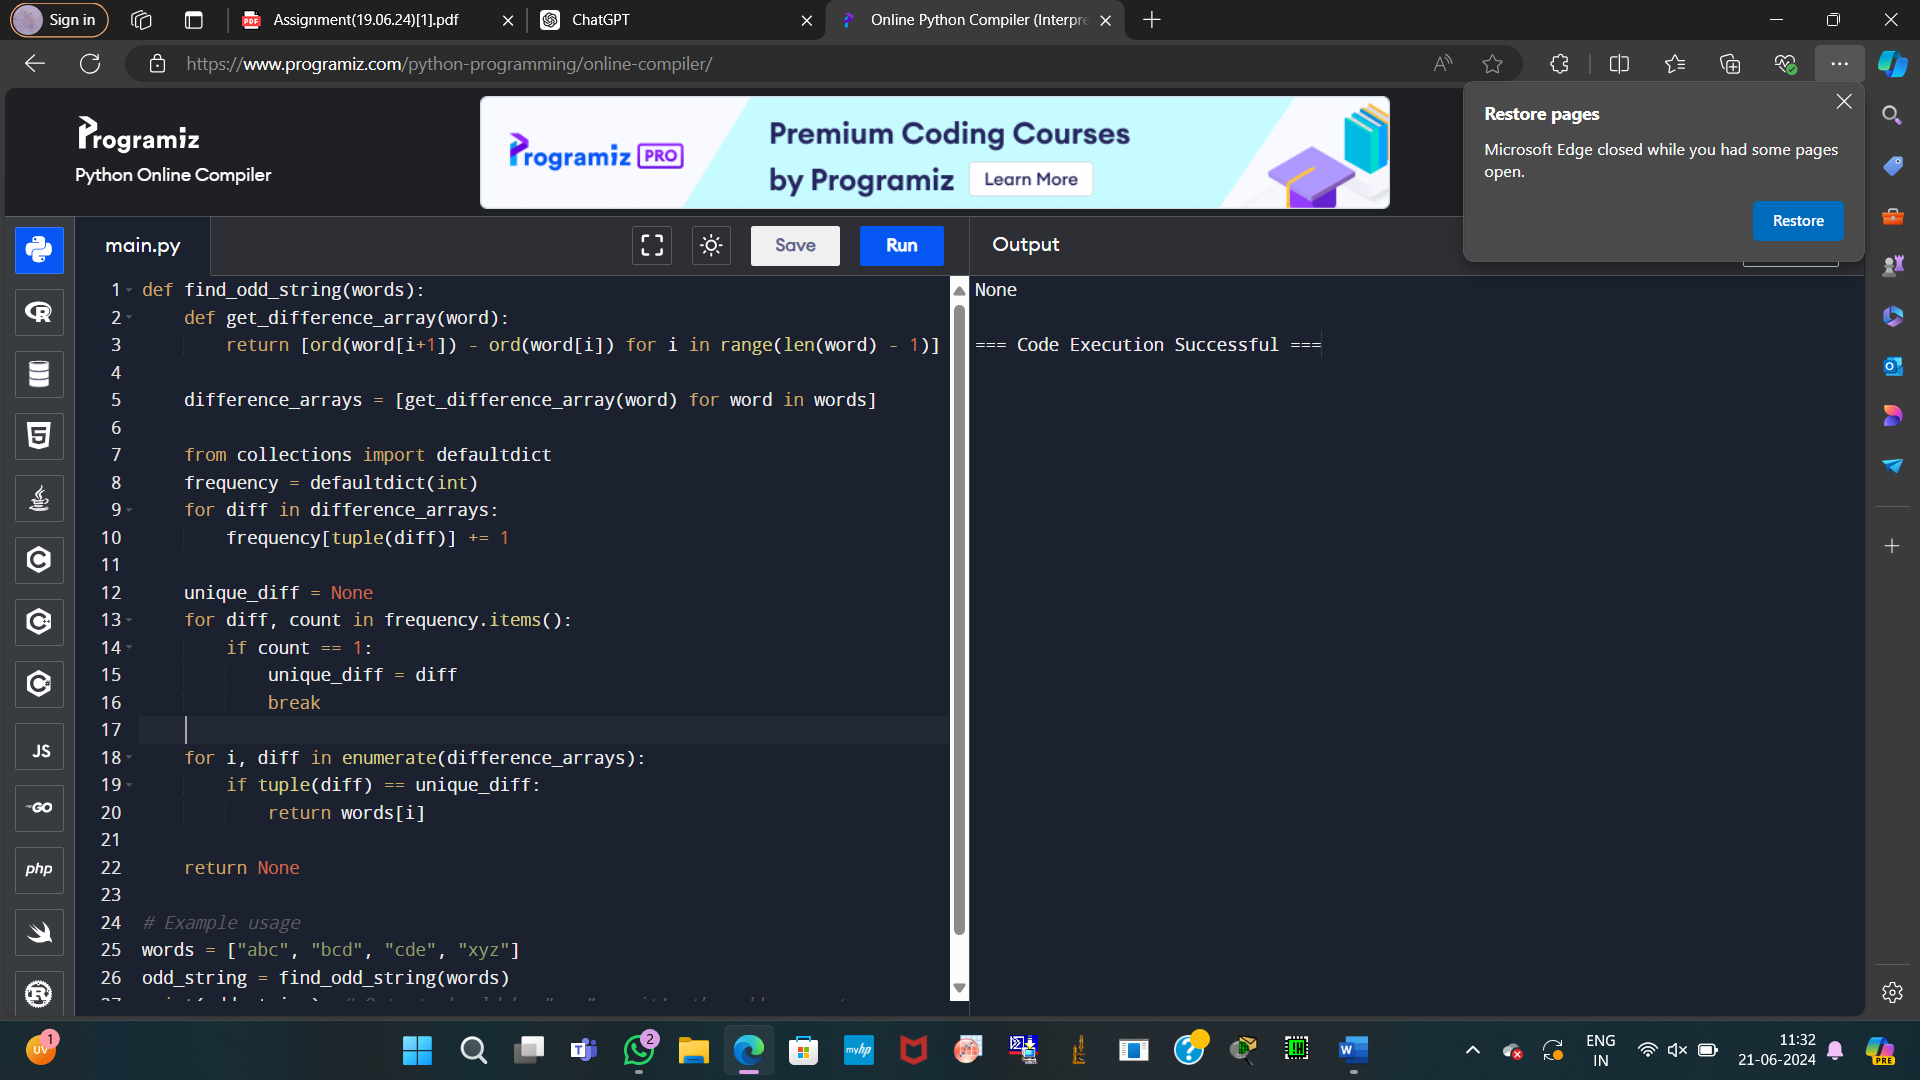 Sign in
Assignment(19.06.24)[1].pdf
ChatGPT
Online Python Compiler (Interpre
https://www.programiz.com/python-programming/online-compiler/
Programiz
Python Online Compiler
Programiz PRO
Premium Coding Courses
by Programiz
Learn More
Restore pages
Microsoft Edge closed while you had some pages
open.
Restore
main.py
Save
Run
Output
1 def find_odd_string(words):
2 def get_difference_array(word):
3 return [ord(word[i+1]) - ord(word[i]) for i in range(len(word) - 1)]
4
5 difference_arrays = [get_difference_array(word) for word in words]
6
7 from collections import defaultdict
8 frequency = defaultdict(int)
9 for diff in difference_arrays:
10 frequency[tuple(diff)] += 1
11
12 unique_diff = None
13 for diff, count in frequency.items():
14 if count == 1:
15 unique_diff = diff
16 break
17
18 for i, diff in enumerate(difference_arrays):
19 if tuple(diff) == unique_diff:
20 return words[i]
21
22 return None
23
24 # Example usage
25 words = ["abc", "bcd", "cde", "xyz"]
26 odd_string = find_odd_string(words)
None
=== Code Execution Successful ===
JS
GO
php
1
UV
2
myhp
W
ENG
IN
11:32
21-06-2024
PRE